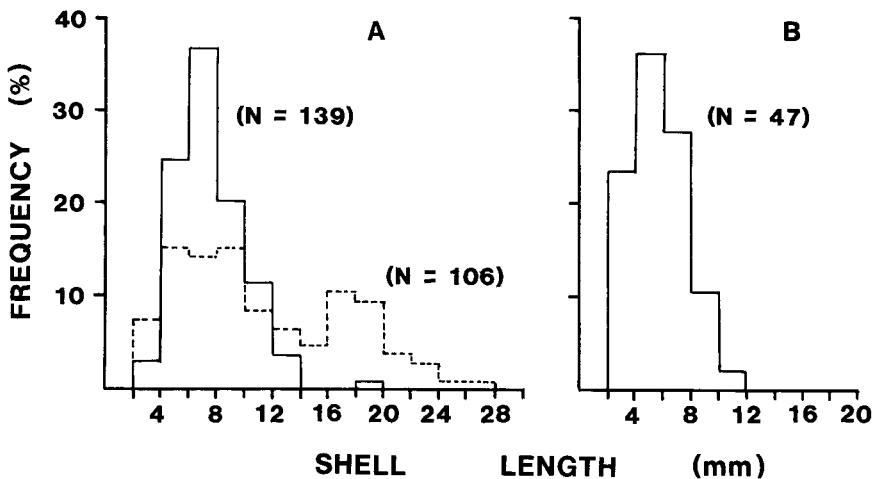 A
B
40
30
20
10
FREQUENCY (%)
(N = 139)
(N = 106)
(N = 47)
4 8 12 16 20 24 28
4 8 12 16 20
SHELL LENGTH (mm)